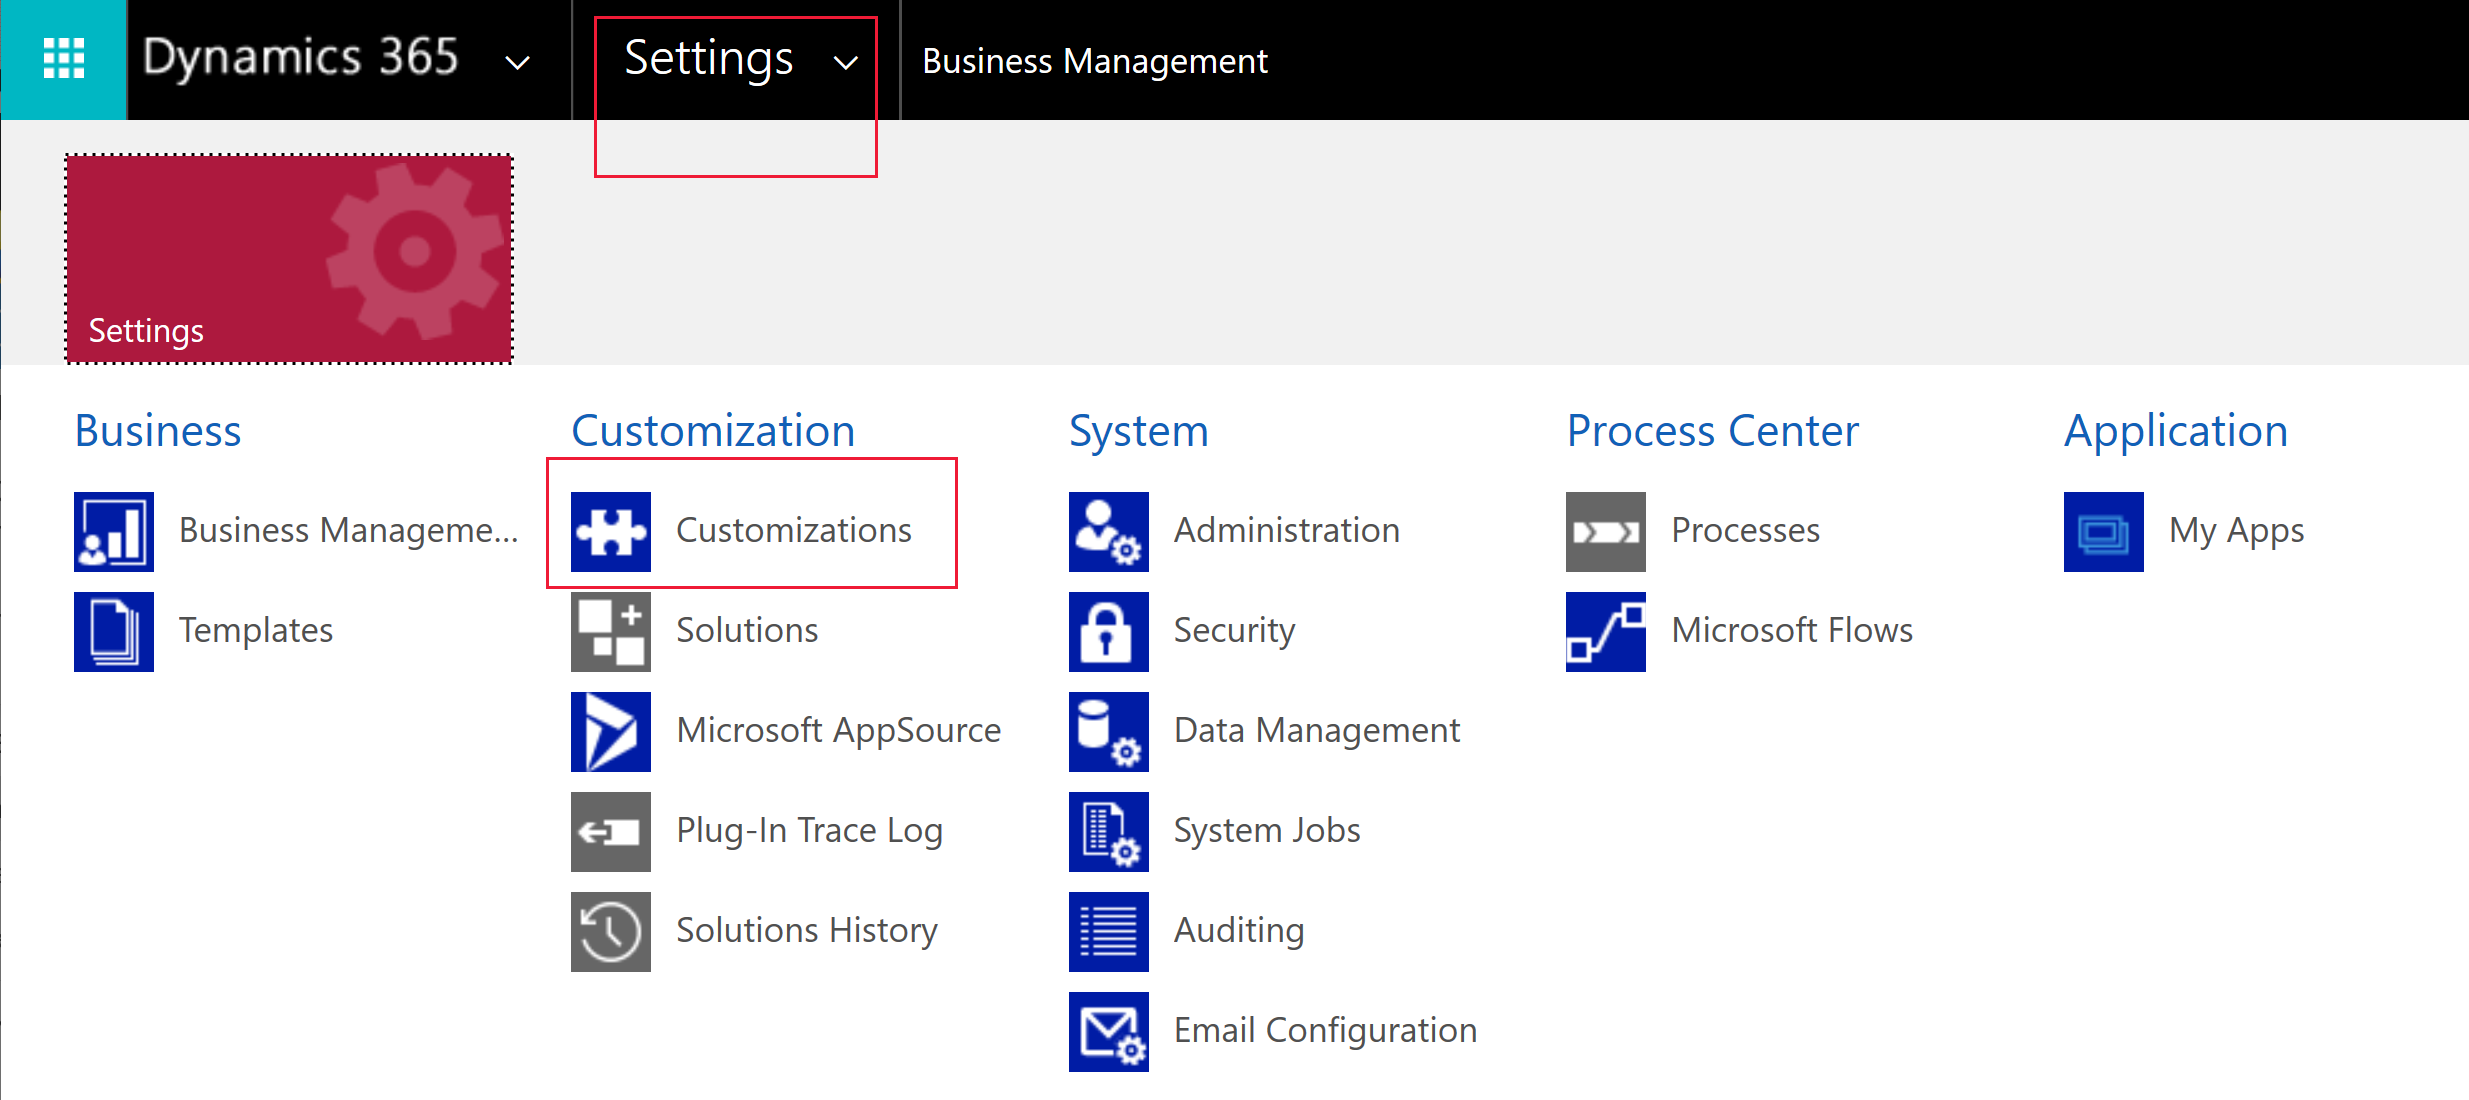 Dynamics 365
Settings
Business Management
Settings
Business
Business Manageme...
Templates
Customization
Customizations
Solutions
Microsoft AppSource
Plug-In Trace Log
Solutions History
System
Administration
Security
Data Management
System Jobs
Auditing
Email Configuration
Process Center
Processes
Microsoft Flows
Application
My Apps